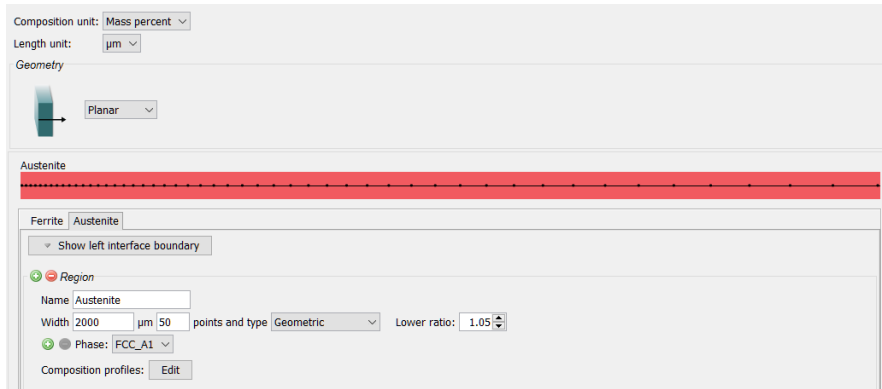 Composition unit: Mass percent
Length unit: µm
Geometry
Planar
Austenite
Ferrite Austenite
Show left interface boundary
Region
Name Austenite
Width 2000 µm 50 points and type Geometric Lower ratio: 1.05
Phase: FCC_A1
Composition profiles: Edit